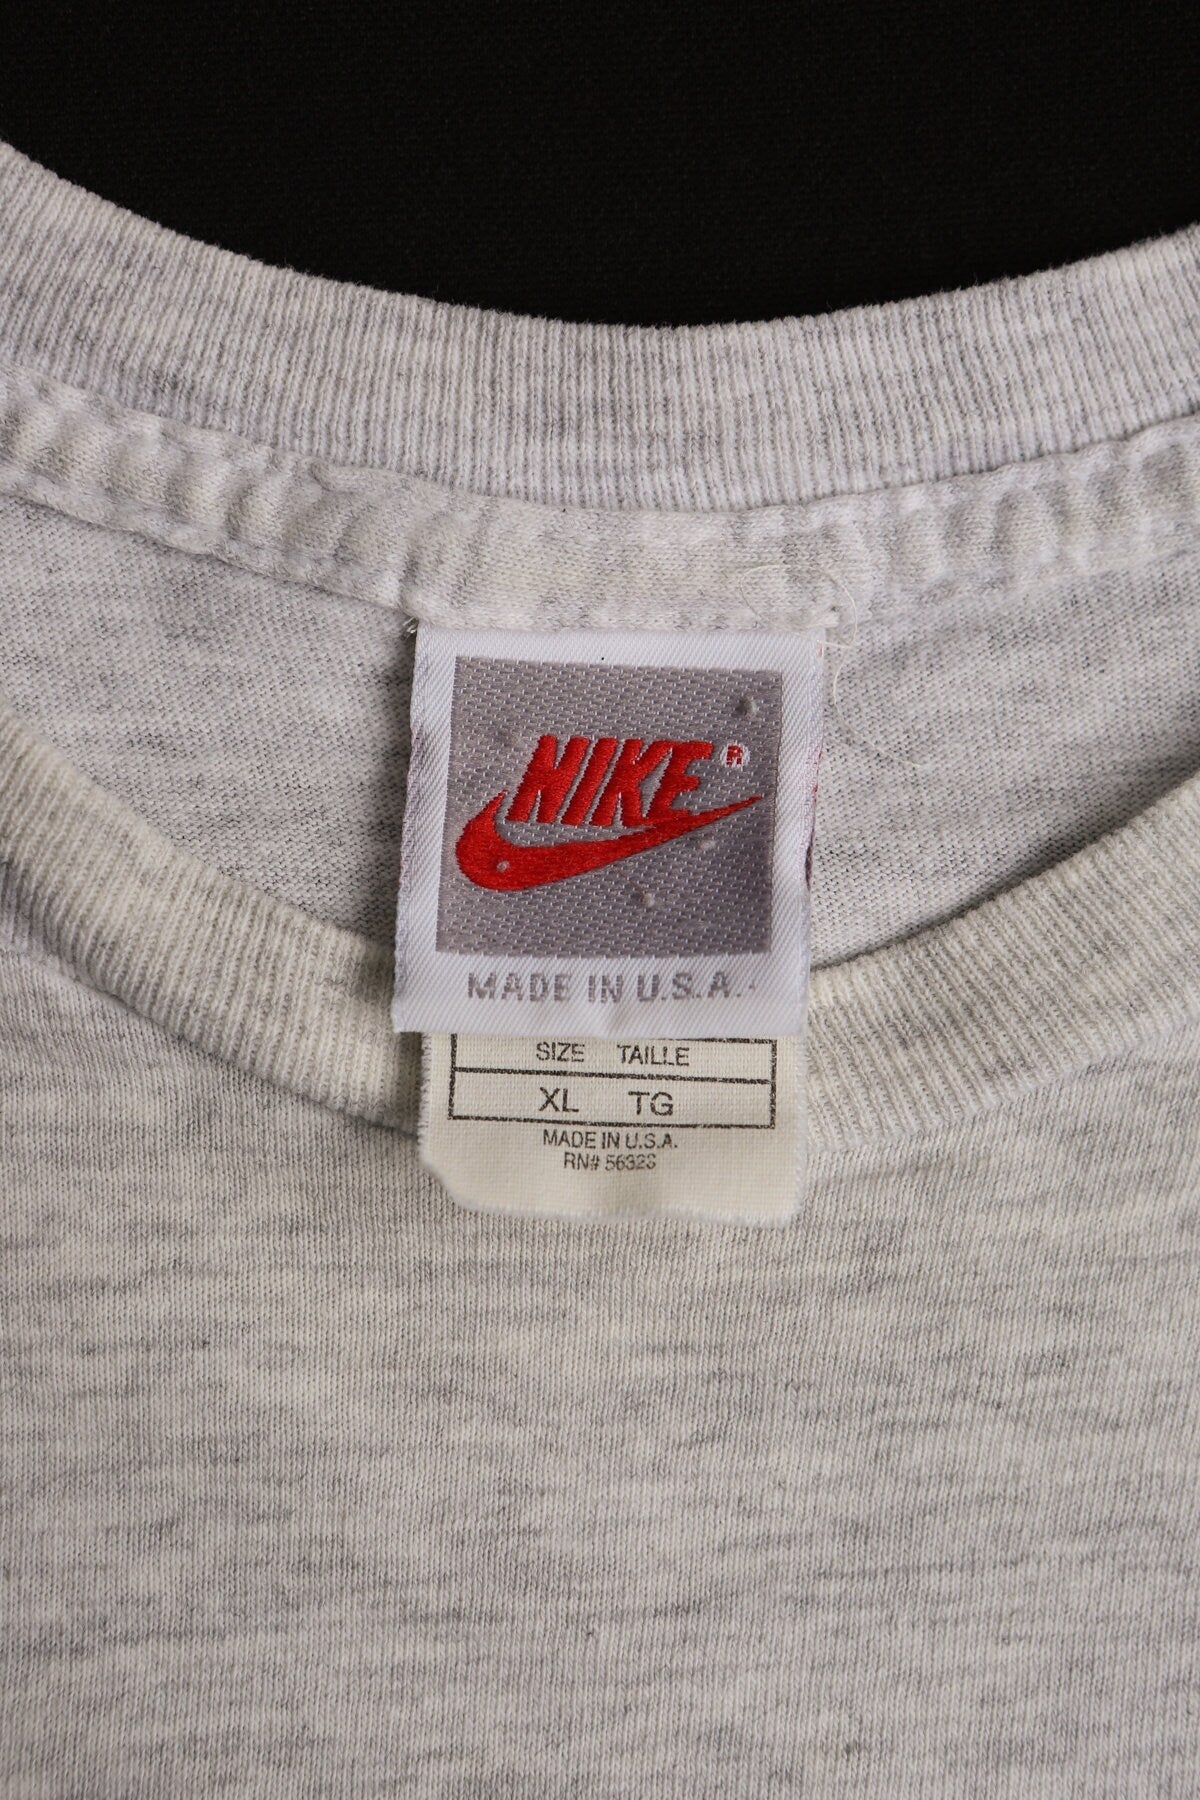 NIKE®
MADE IN U.S.A.
SIZE TAILLE
XL TG
MADE IN U.S.A.
RN# 56323